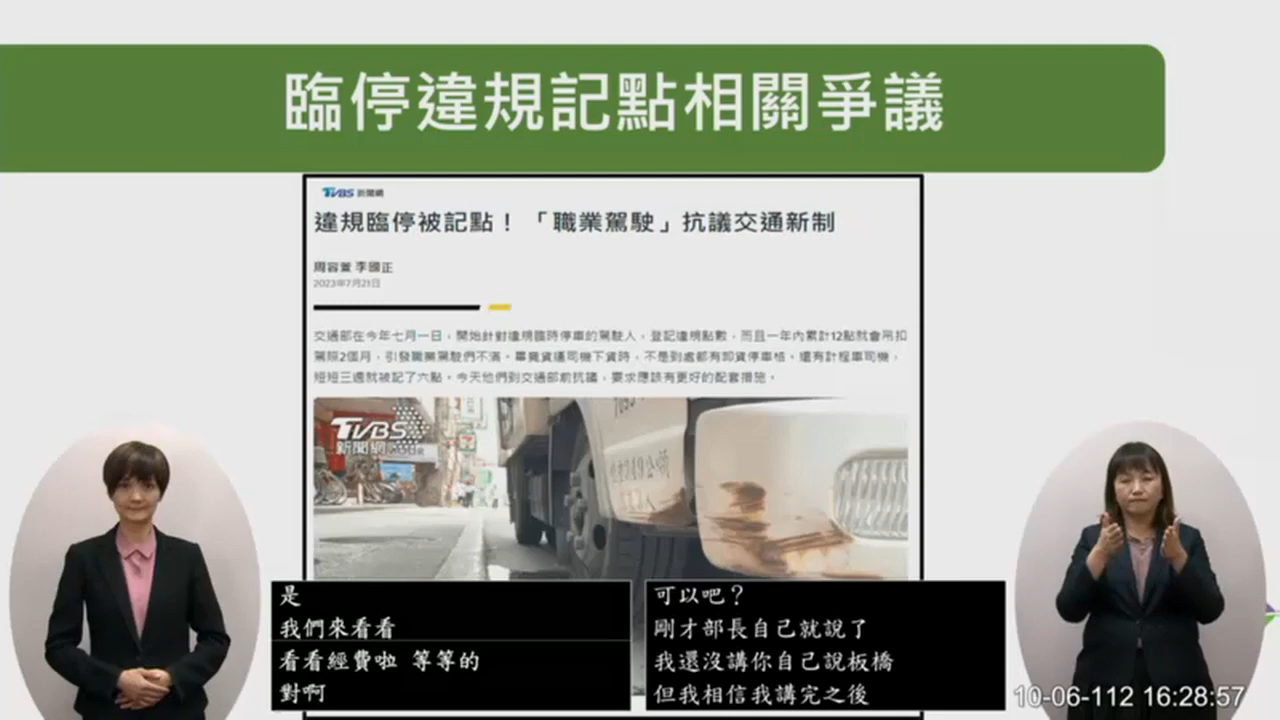 臨停違規記點相關爭議
TVBS 新聞網
違規臨停被記點！「職業駕駛」抗議交通新制
周容萱 李國正
2023年7月21日
交通部在今年七月一日，開始針對違規臨時停車的駕駛人，登記違規點數，而且一年內累計12點就會吊扣
駕照2個月，引發職業駕駛們不滿。畢竟貨運司機下貨時，不是到處都有卸貨停車格。還有計程車司機，
短短三週就被記了六點。今天他們到交通部前抗議，要求應該有更好的配套措施。
TVBS
新聞網
是
我們來看看
看看經費啦 等等的
對啊
可以吧？
剛才部長自己就說了
我還沒講你自己說板橋
但我相信我講完之後
10-06-112 16:28:57